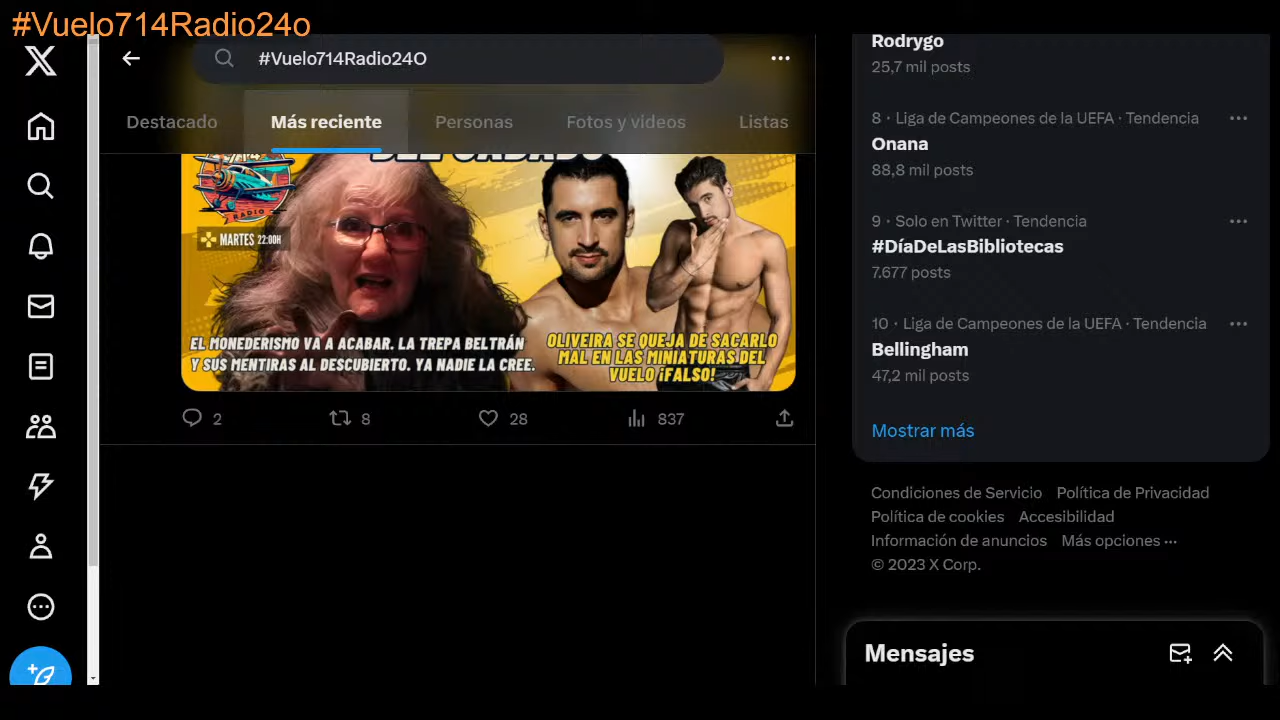 #Vuelo714Radio24o
#Vuelo714Radio24O
Destacado
Más reciente
Personas
Fotos y videos
Listas
RADIO
MARTES 22:00H
EL MONEDERISMO VA A ACABAR. LA TREPA BELTRÁN
Y SUS MENTIRAS AL DESCUBIERTO. YA NADIE LA CREE.
OLIVEIRA SE QUEJA DE SACARLO
MAL EN LAS MINIATURAS DEL
VUELO ¡FALSO!
2
8
28
837
Rodrygo
25,7 mil posts
8 · Liga de Campeones de la UEFA · Tendencia
Onana
88,8 mil posts
9 · Solo en Twitter · Tendencia
#DíaDeLasBibliotecas
7.677 posts
10 · Liga de Campeones de la UEFA · Tendencia
Bellingham
47,2 mil posts
Mostrar más
Condiciones de Servicio Política de Privacidad
Política de cookies Accesibilidad
Información de anuncios Más opciones ···
© 2023 X Corp.
Mensajes